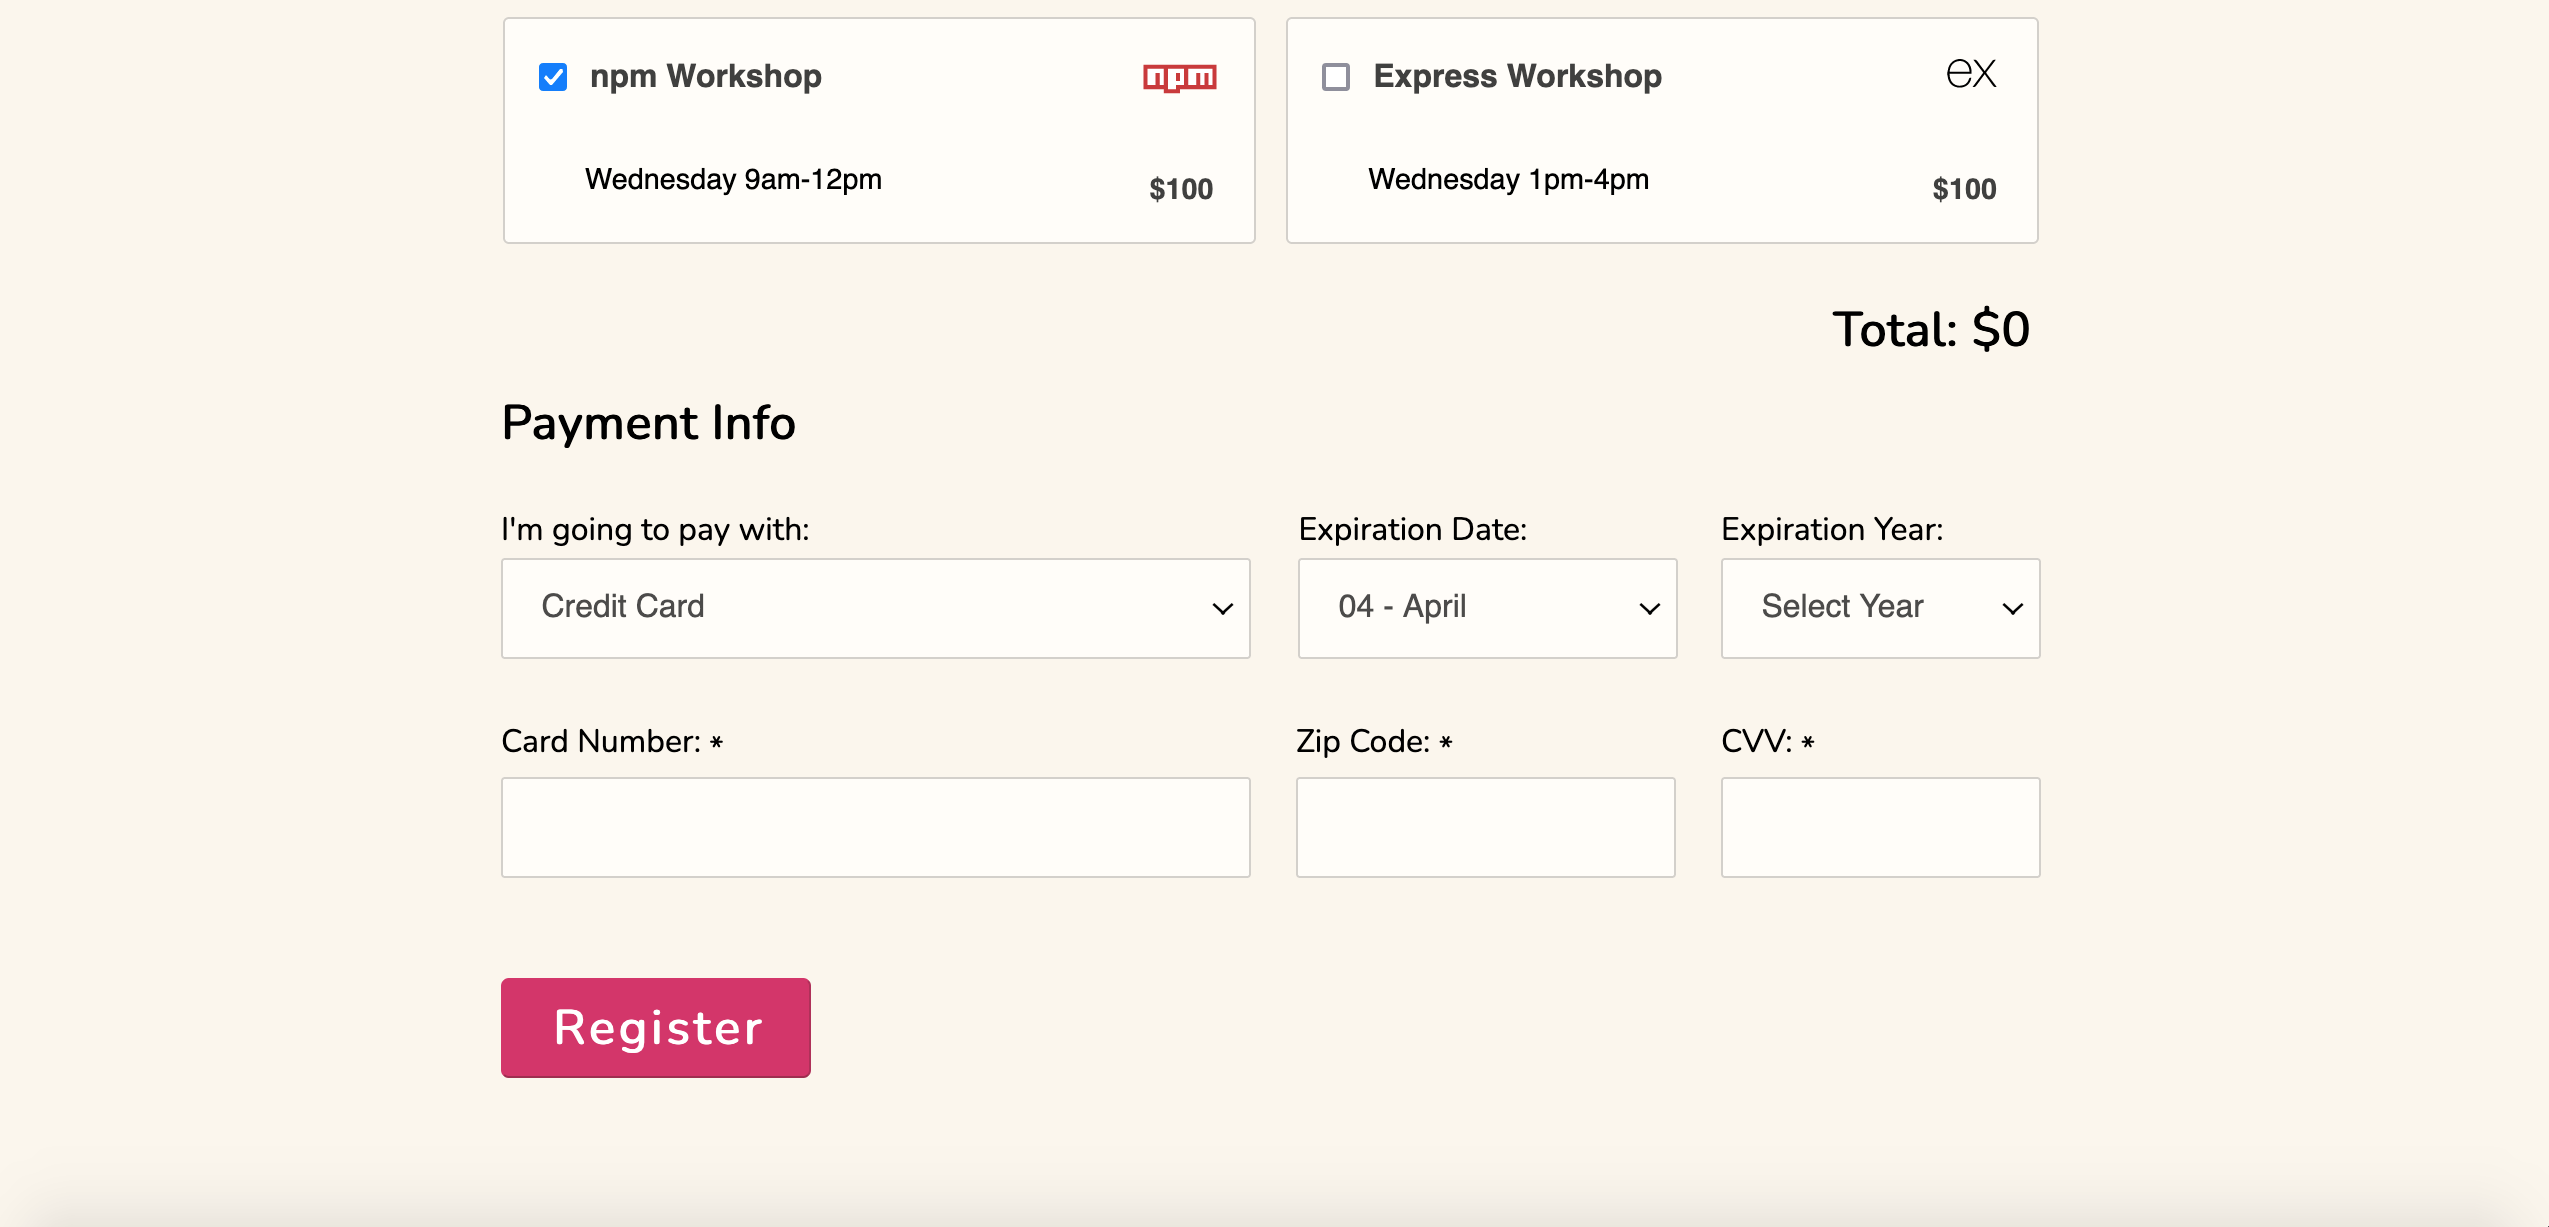 npm Workshop
npm
Wednesday 9am-12pm
$100
Express Workshop
ex
Wednesday 1pm-4pm
$100
Total: $0
Payment Info
I'm going to pay with:
Credit Card
Expiration Date:
04 - April
Expiration Year:
Select Year
Card Number: *
Zip Code: *
CVV: *
Register